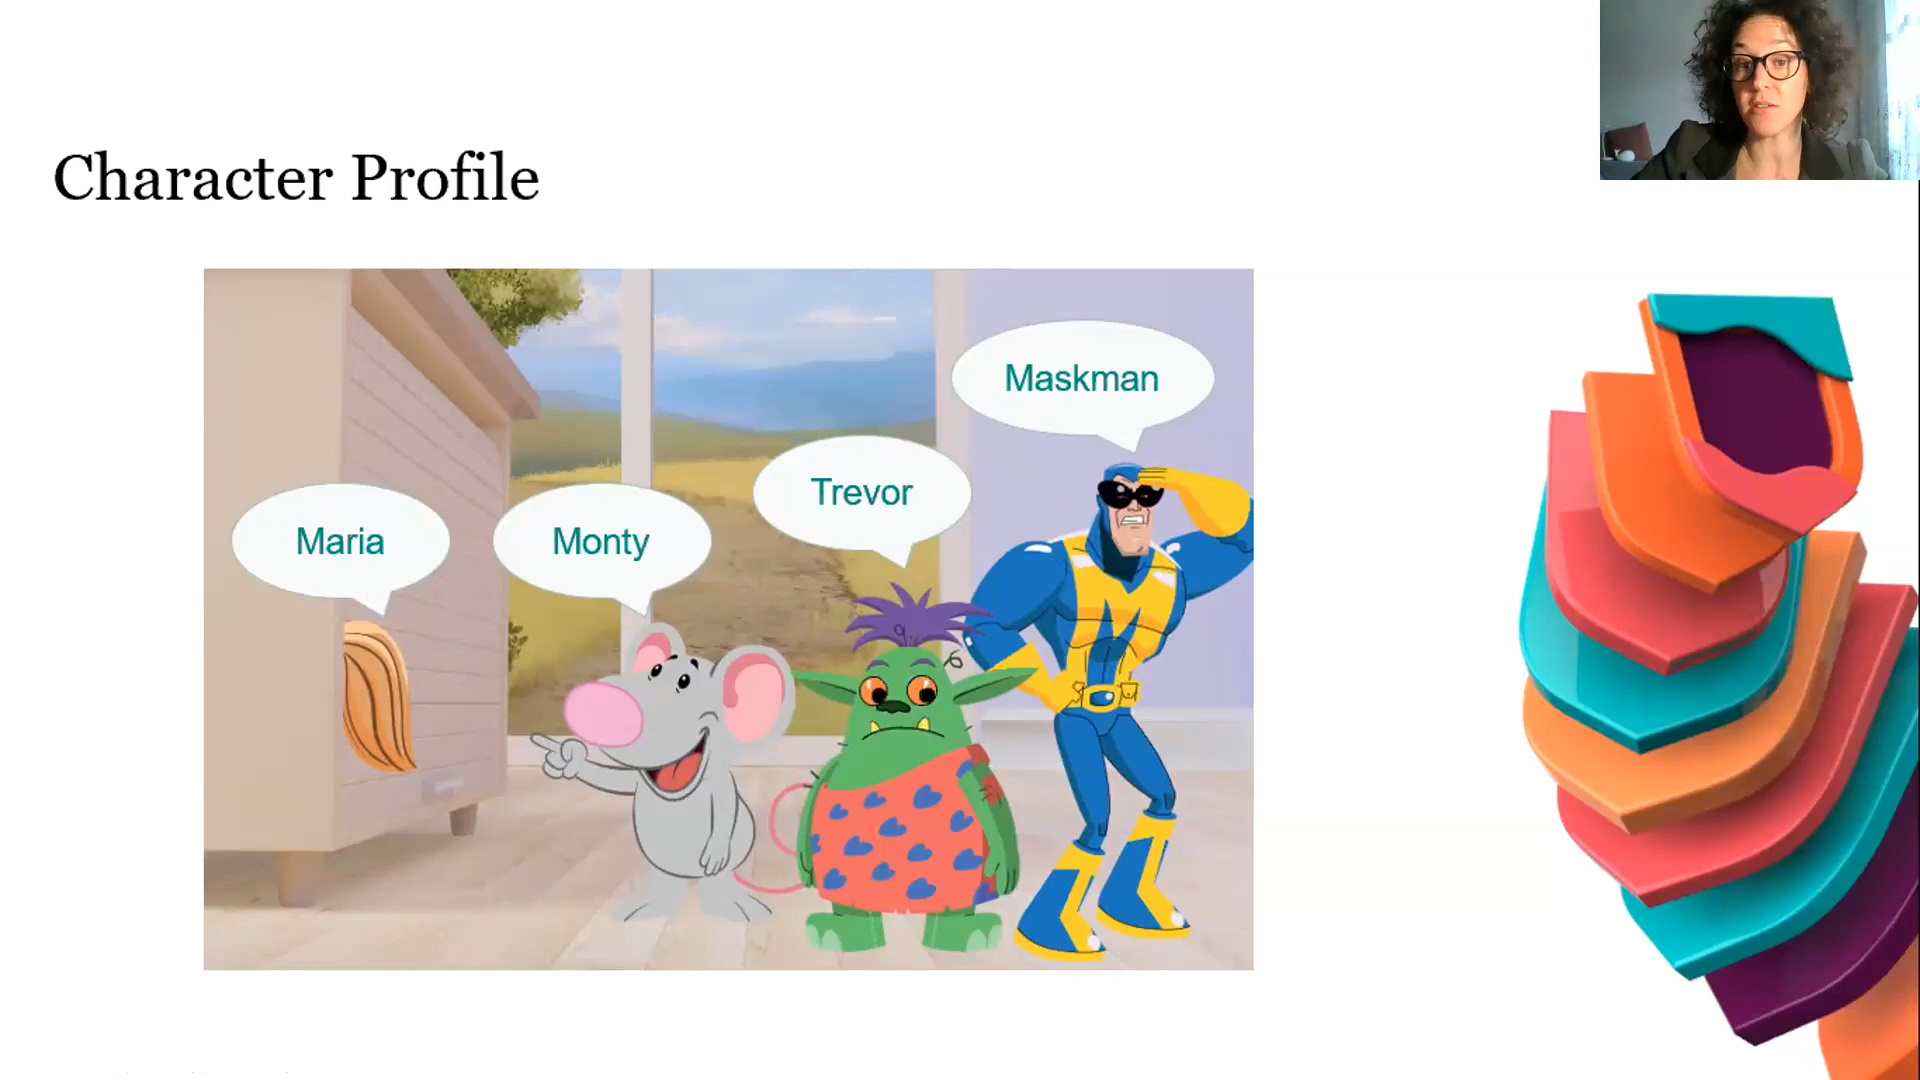 Character Profile
Maskman
Trevor
Maria
Monty
M